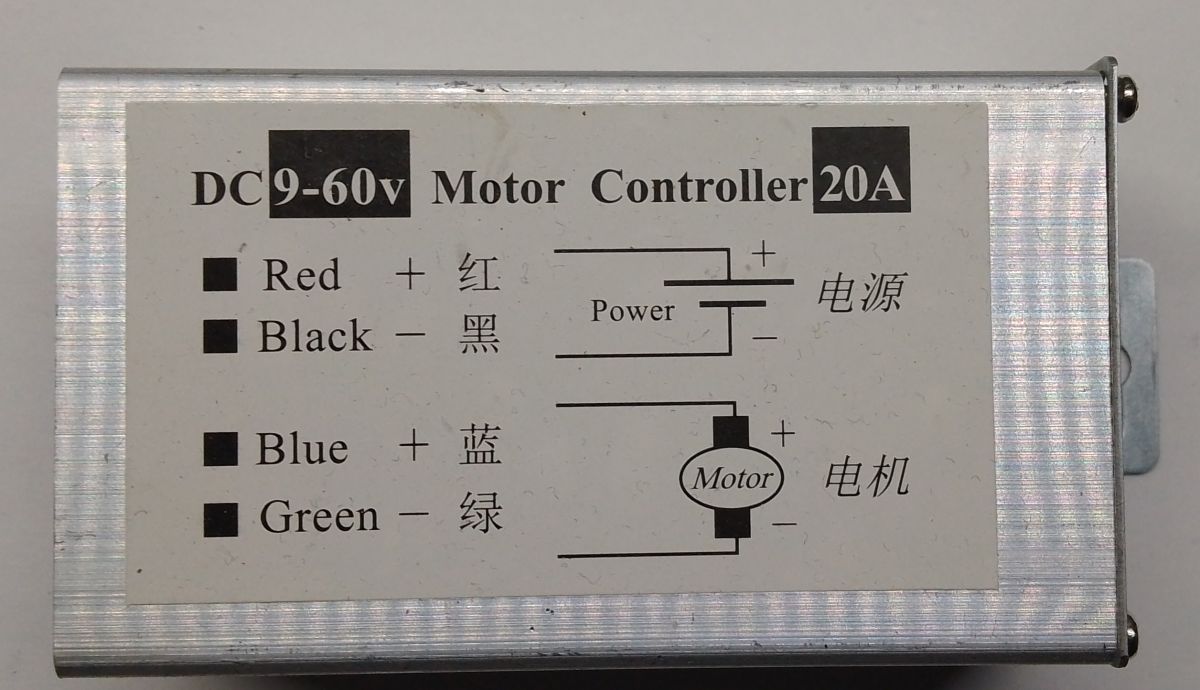 DC 9-60v Motor Controller 20A
Red + 红
Black − 黑
+
Power
−
电源
Blue + 蓝
Green − 绿
+
Motor
−
电机